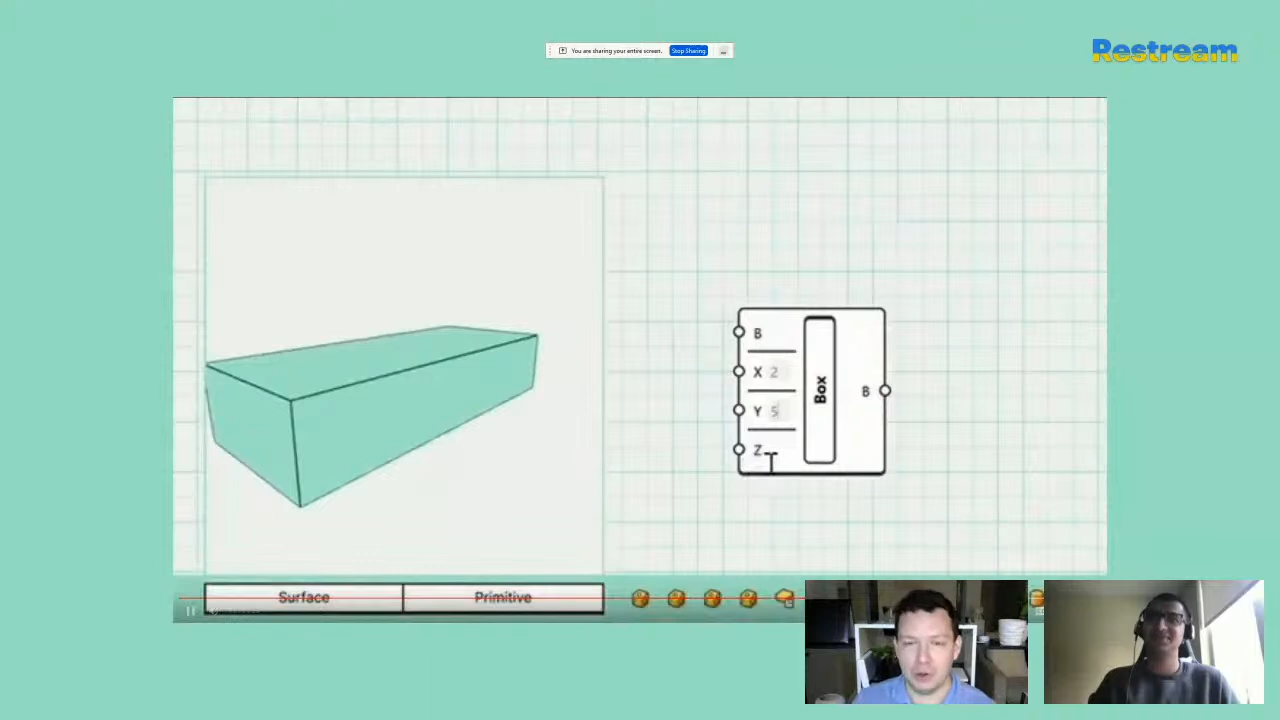 You are sharing your entire screen.
Stop Sharing
Restream
B
X 2
Y 5
Z
Box
B
Surface
Primitive